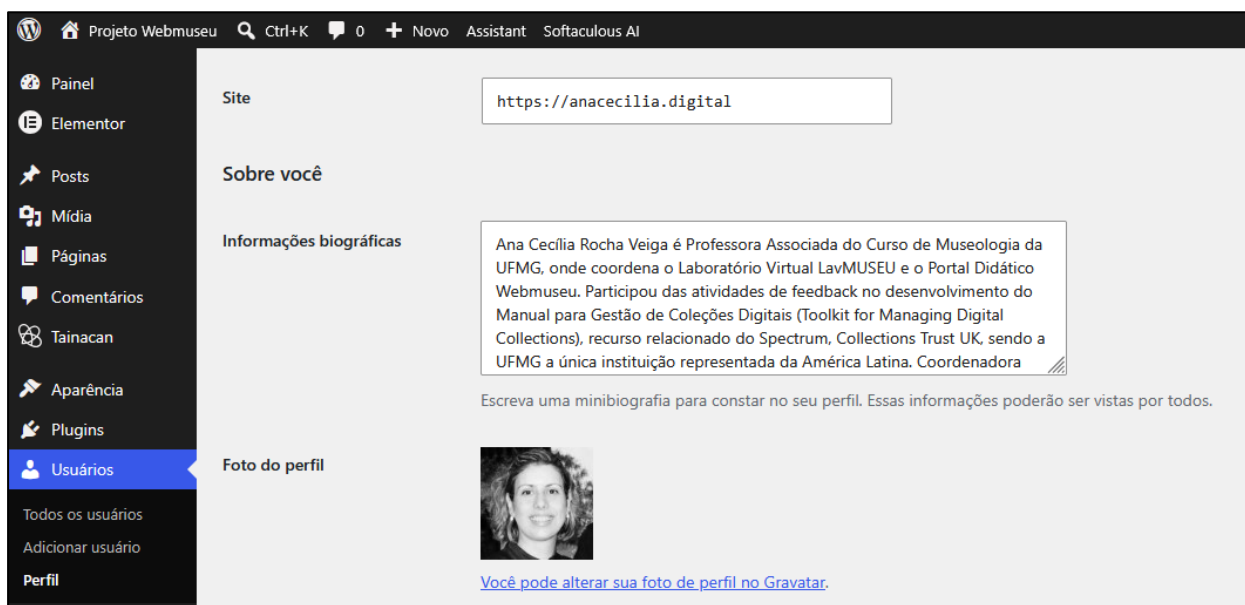 Projeto Webmuseu Ctrl+K 0 Novo Assistant Softaculous AI
Painel
Elementor
Posts
Mídia
Páginas
Comentários
Tainacan
Aparência
Plugins
Usuários
Todos os usuários
Adicionar usuário
Perfil
Site
https://anacecilia.digital
Sobre você
Informações biográficas
Ana Cecília Rocha Veiga é Professora Associada do Curso de Museologia da
UFMG, onde coordena o Laboratório Virtual LavMUSEU e o Portal Didático
Webmuseu. Participou das atividades de feedback no desenvolvimento do
Manual para Gestão de Coleções Digitais (Toolkit for Managing Digital
Collections), recurso relacionado do Spectrum, Collections Trust UK, sendo a
UFMG a única instituição representada da América Latina. Coordenadora
Escreva uma minibiografia para constar no seu perfil. Essas informações poderão ser vistas por todos.
Foto do perfil
Você pode alterar sua foto de perfil no Gravatar.